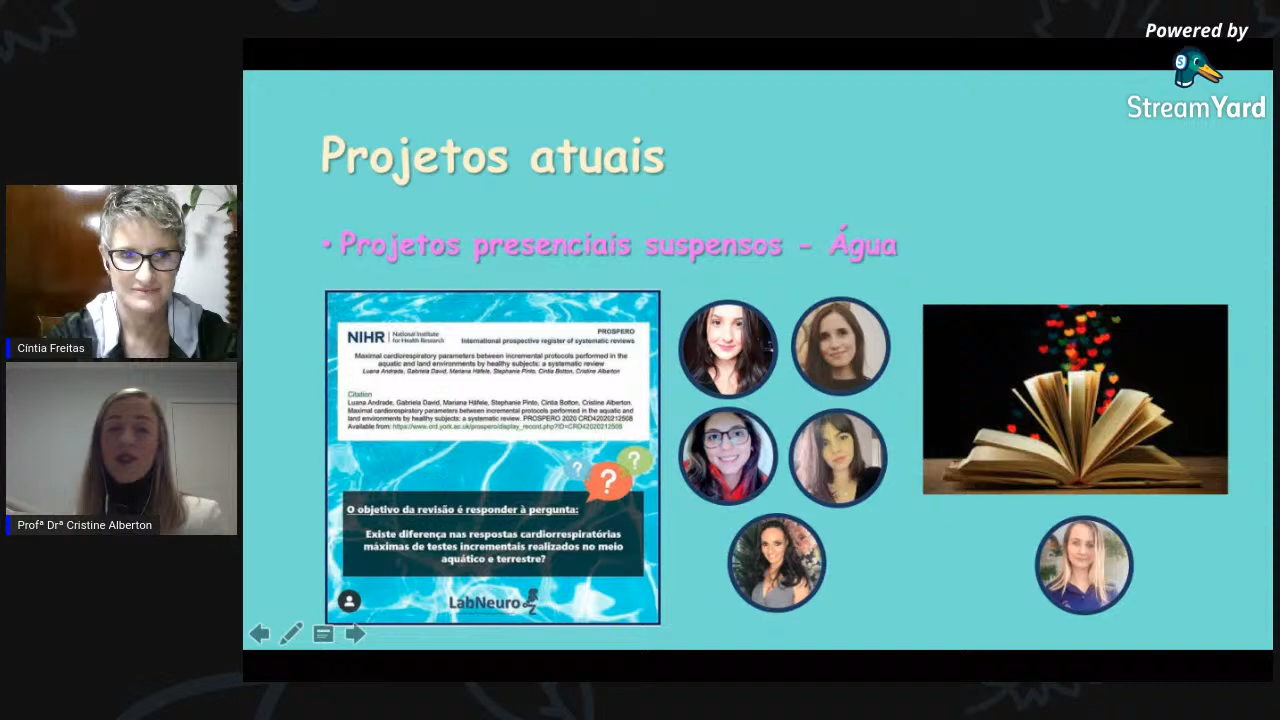 Powered by
StreamYard
Projetos atuais
• Projetos presenciais suspensos - Água
NIHR | National Institute
for Health Research
PROSPERO
International prospective register of systematic reviews
Maximal cardiorespiratory parameters between incremental protocols performed in the
aquatic and land environments by healthy subjects: a systematic review
Luana Andrade, Gabriela David, Mariana Häfele, Stephanie Pinto, Cintia Botton, Cristine Alberton
Citation
Luana Andrade, Gabriela David, Mariana Häfele, Stephanie Pinto, Cintia Botton, Cristine Alberton.
Maximal cardiorespiratory parameters between incremental protocols performed in the aquatic and
land environments by healthy subjects: a systematic review. PROSPERO 2020 CRD42020212508
Available from: https://www.crd.york.ac.uk/prospero/display_record.php?ID=CRD42020212508
? ? ?
O objetivo da revisão é responder à pergunta:
Existe diferença nas respostas cardiorrespiratórias
máximas de testes incrementais realizados no meio
aquático e terrestre?
LabNeuro
Cíntia Freitas
Profª Drª Cristine Alberton